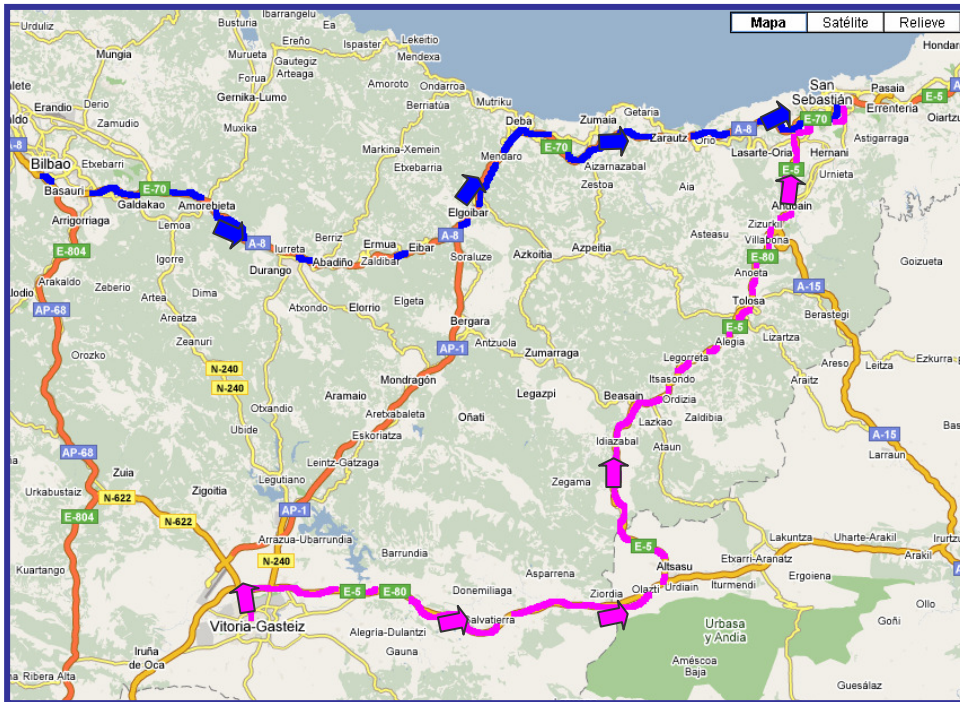 Mapa
Satélite
Relieve
Urduliz
Mungia
Busturia
Ibarrangelu
Ea
Ereño
Gautegiz
Arteaga
Ispaster
Lekeitio
Mendexa
Murueta
Forua
Gernika-Lumo
Amoroto
Ondarroa
Berriatúa
Mutriku
Getaria
San
Sebastián
Pasaia
Errenteria
E-5
Hondarri
Oiartzu
Derio
Zamudio
Erandio
Muxika
Deba
Zumaia
E-70
A-8
Astigarraga
Bilbao
Etxebarri
Markina-Xemein
Etxebarria
Mendaro
E-70
Zarautz
Orio
Aizarnazabal
Lasarte-Oria
Hernani
Basauri
E-70
Galdakao
Amorebieta
Zestoa
Aia
E-5
Urnieta
Arrigorriaga
Lemoa
Elgoibar
Andoain
Zizurkil
E-804
Berriz
Ermua
Eibar
A-8
Asteasu
Villabona
Arakaldo
Igorre
A-8
Iurreta
Durango
Abadiño
Zaldibar
Soraluze
Azkoitia
Azpeitia
E-80
Goizueta
Zeberio
Dima
Artea
Atxondo
Elorrio
Elgeta
Anoeta
A-15
AP-68
Areatza
Zeanuri
Bergara
Tolosa
Berastegi
E-5
Orozko
AP-1
Antzuola
Zumarraga
Alegia
Lizartza
Legorreta
Areso
Leitza
Ezkurra
N-240
N-240
Mondragón
Itsasondo
Araitz
Aramaio
Aretxabaleta
Legazpi
Beasain
Ordizia
Otxandio
Oñati
Lazkao
Zaldibia
Ubide
Eskoriatza
Idiazabal
Ataun
A-15
AP-68
Leintz-Gatzaga
Larraun
Zuia
Zigoitia
Legutiano
Zegama
Urkabustaiz
N-622
E-804
N-622
AP-1
Arrazua-Ubarrundia
Lakuntza
Uharte-Arakil
Irurtzu
Kuartango
N-240
Barrundia
E-5
Etxarri-Aranatz
Arakil
Asparrena
Altsasu
Ergoiena
E-5
E-80
Donemiliaga
Ziordia
Olazti
Urdiain
Iturmendi
Vitoria-Gasteiz
Salvatierra
Ollo
Alegria-Dulantzi
Urbasa
y Andia
Goñi
Iruña
de Oca
Gauna
Améscoa
Baja
Ribera Alta
Guesálaz